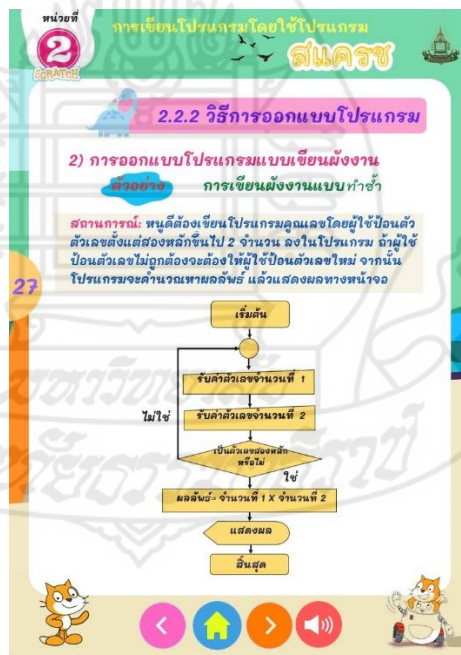 หน่วยที่
2
SCRATCH
การเขียนโปรแกรมโดยใช้โปรแกรม
สแครช
2.2.2 วิธีการออกแบบโปรแกรม
2) การออกแบบโปรแกรมแบบเขียนผังงาน
ตัวอย่าง การเขียนผังงานแบบทำซ้ำ
สถานการณ์: หนูดีต้องเขียนโปรแกรมคูณเลขโดยผู้ใช้ป้อนตัว
ตัวเลขตั้งแต่สองหลักขึ้นไป 2 จำนวน ลงในโปรแกรม ถ้าผู้ใช้
ป้อนตัวเลขไม่ถูกต้องจะต้องให้ผู้ใช้ป้อนตัวเลขใหม่ จากนั้น
โปรแกรมจะคำนวณหาผลลัพธ์ แล้วแสดงผลทางหน้าจอ
27
เริ่มต้น
รับค่าตัวเลขจำนวนที่ 1
รับค่าตัวเลขจำนวนที่ 2
ไม่ใช่
เป็นตัวเลขสองหลัก
หรือไม่
ใช่
ผลลัพธ์= จำนวนที่ 1 X จำนวนที่ 2
แสดงผล
สิ้นสุด